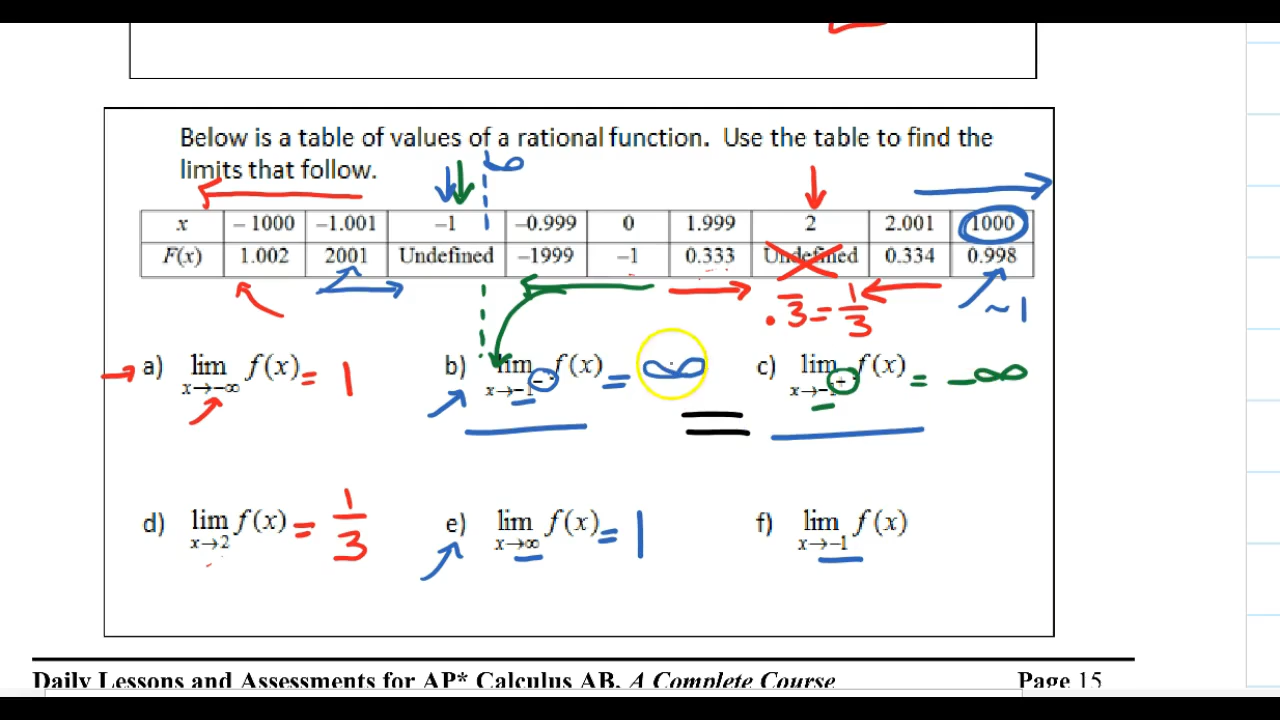 Below is a table of values of a rational function. Use the table to find the
limits that follow.
∞
x – 1000 –1.001 –1 –0.999 0 1.999 2 2.001 1000
F(x) 1.002 2001 Undefined –1999 –1 0.333 Undefined 0.334 0.998
.3̅ = 1/3 ~1
a) lim x→-∞ f(x) = 1 b) lim x→-1⁻ f(x) = ∞ c) lim x→-1⁺ f(x) = -∞
=
d) lim x→2 f(x) = 1/3 e) lim x→∞ f(x) = 1 f) lim x→-1 f(x)
Daily Lessons and Assessments for AP* Calculus AB, A Complete Course Page 15